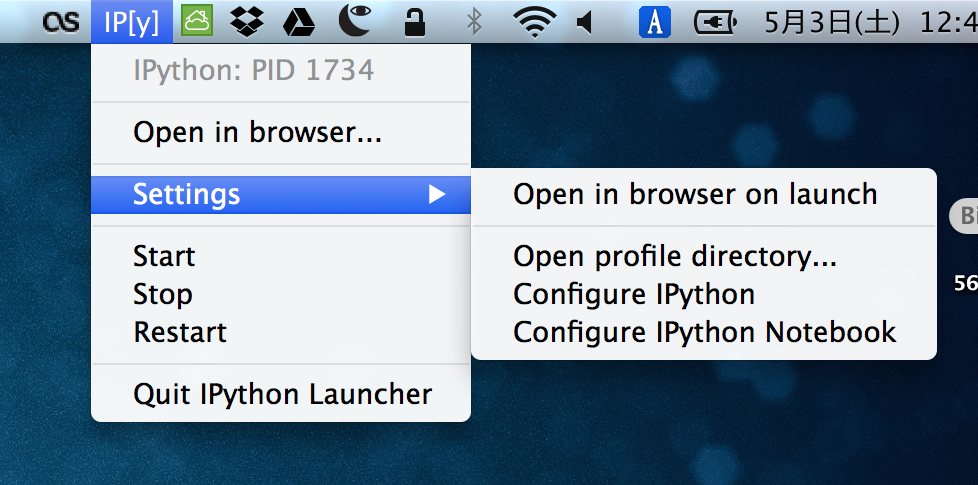 as IP[y] A 5月3日(土) 12:4
IPython: PID 1734
Open in browser...
Settings
Start
Stop
Restart
Quit IPython Launcher
Open in browser on launch
Open profile directory...
Configure IPython
Configure IPython Notebook
Bi
56